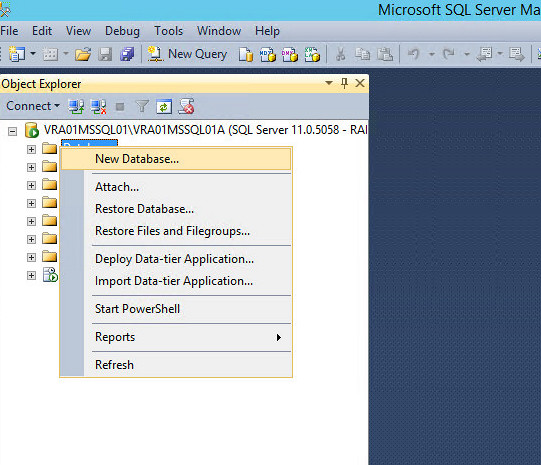 Microsoft SQL Server Ma
File Edit View Debug Tools Window Help
New Query
Object Explorer
Connect
VRA01MSSQL01\VRA01MSSQL01A (SQL Server 11.0.5058 - RAI
New Database...
Attach...
Restore Database...
Restore Files and Filegroups...
Deploy Data-tier Application...
Import Data-tier Application...
Start PowerShell
Reports
Refresh